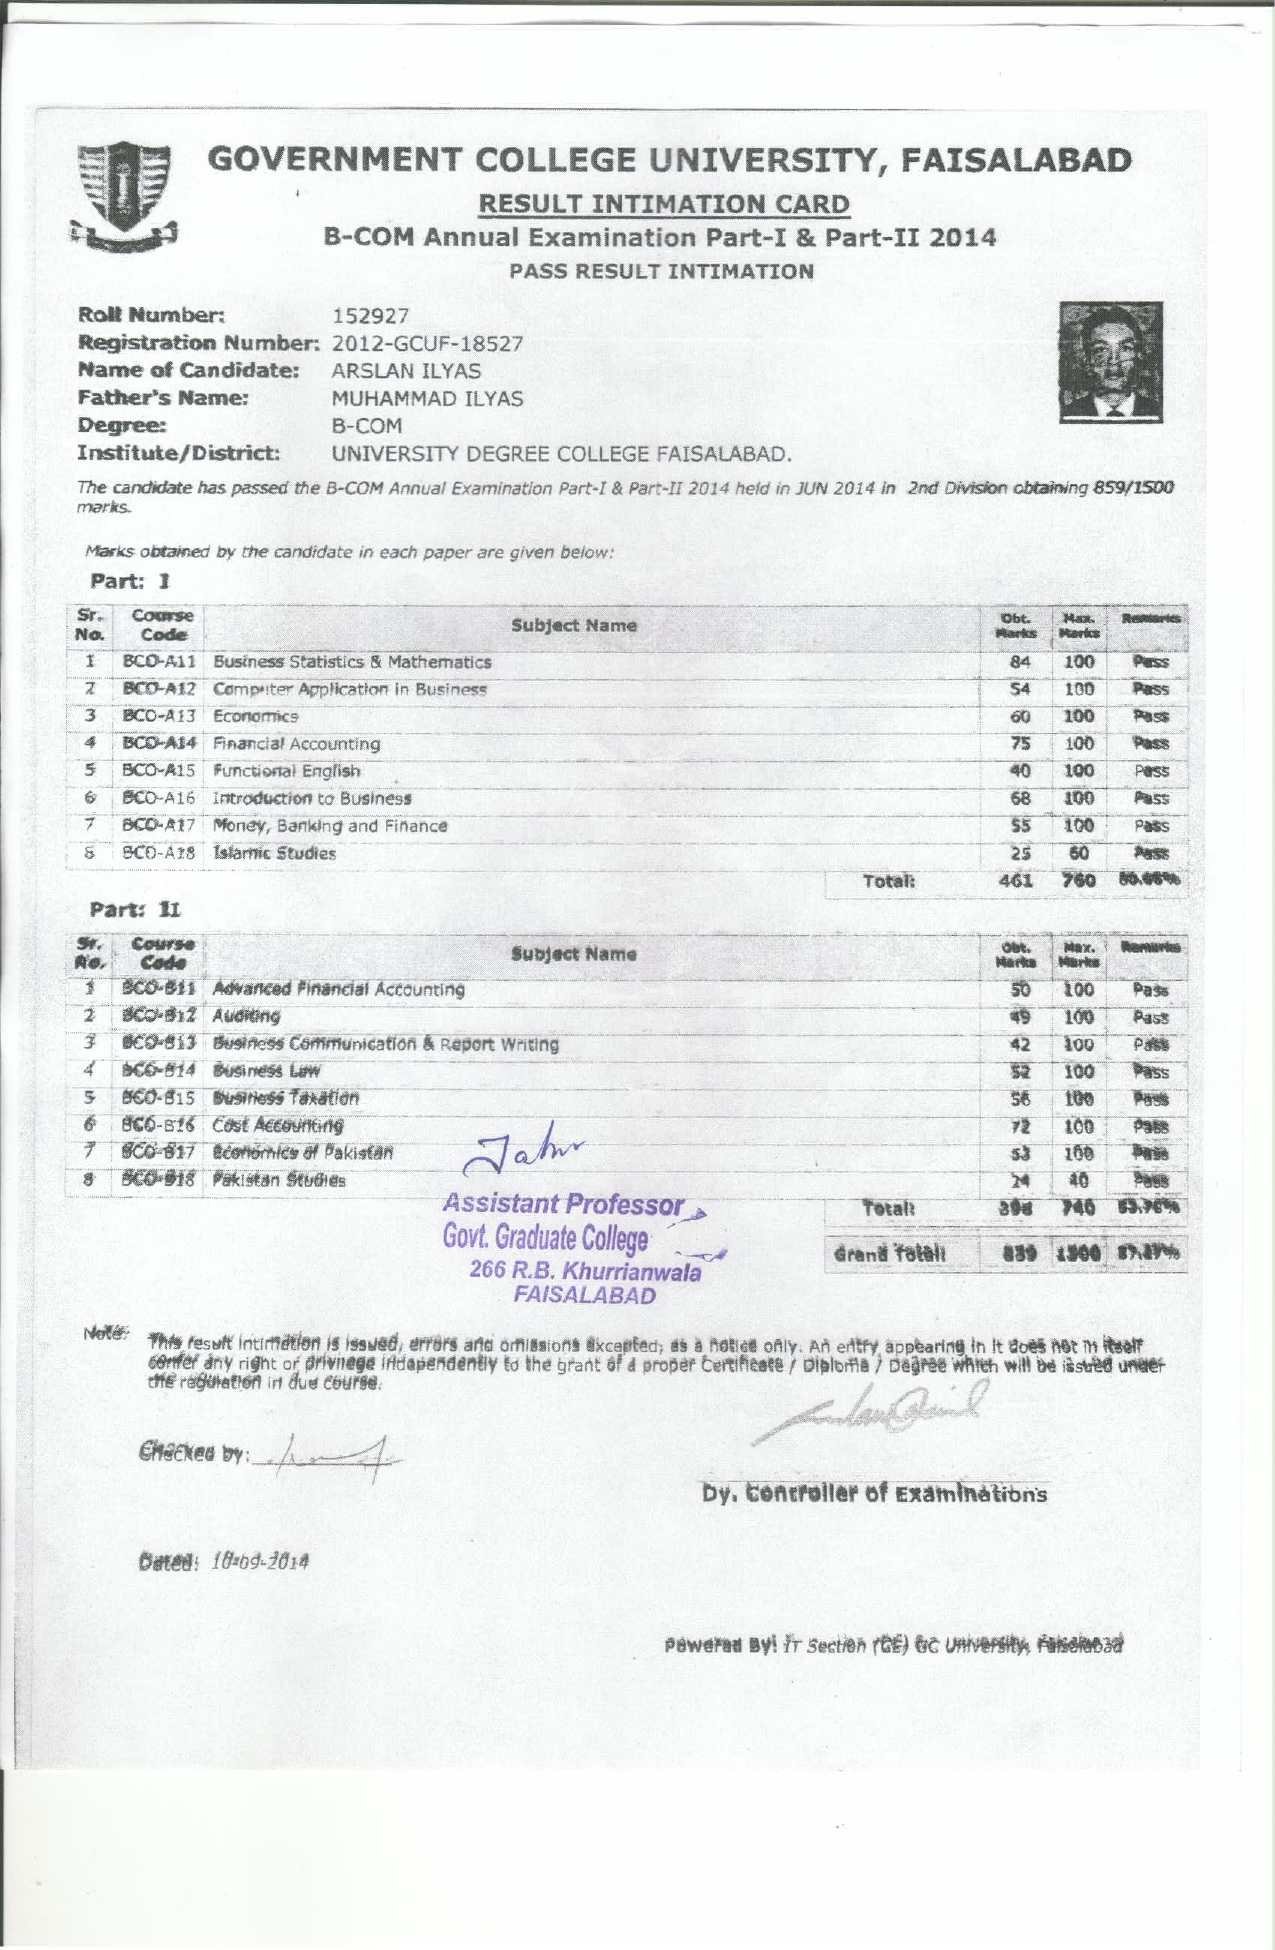 GOVERNMENT COLLEGE UNIVERSITY, FAISALABAD
RESULT INTIMATION CARD
B-COM Annual Examination Part-I & Part-II 2014
PASS RESULT INTIMATION
Roll Number: 152927
Registration Number: 2012-GCUF-18527
Name of Candidate: ARSLAN ILYAS
Father's Name: MUHAMMAD ILYAS
Degree: B-COM
Institute/District: UNIVERSITY DEGREE COLLEGE FAISALABAD.
The candidate has passed the B-COM Annual Examination Part-I & Part-II 2014 held in JUN 2014 in 2nd Division obtaining 859/1500
marks.
Marks obtained by the candidate in each paper are given below:
Part: I
Sr. No. Course Code Subject Name Obt. Marks Max. Marks Remarks
1 BCO-A11 Business Statistics & Mathematics 84 100 Pass
2 BCO-A12 Computer Application in Business 54 100 Pass
3 BCO-A13 Economics 60 100 Pass
4 BCO-A14 Financial Accounting 75 100 Pass
5 BCO-A15 Functional English 40 100 Pass
6 BCO-A16 Introduction to Business 68 100 Pass
7 BCO-A17 Money, Banking and Finance 55 100 Pass
8 BCO-A18 Islamic Studies 25 60 Pass
Total: 461 760 60.66%
Part: II
Sr. No. Course Code Subject Name Obt. Marks Max. Marks Remarks
1 BCO-B11 Advanced Financial Accounting 50 100 Pass
2 BCO-B12 Auditing 49 100 Pass
3 BCO-B13 Business Communication & Report Writing 42 100 Pass
4 BCO-B14 Business Law 52 100 Pass
5 BCO-B15 Business Taxation 56 100 Pass
6 BCO-B16 Cost Accounting 72 100 Pass
7 BCO-B17 Economics of Pakistan 53 100 Pass
8 BCO-B18 Pakistan Studies 24 40 Pass
Total: 398 740 53.78%
Grand Total: 859 1500 57.27%
Assistant Professor
Govt. Graduate College
266 R.B. Khurrianwala
FAISALABAD
Note: This result intimation is issued, errors and omissions excepted, as a notice only. An entry appearing in it does not in itself
confer any right or privilege independently to the grant of a proper Certificate / Diploma / Degree which will be issued under
the regulation in due course.
Checked by:
Dy. Controller of Examinations
Dated: 10-09-2014
Powered By: IT Section (CE) GC University, Faisalabad